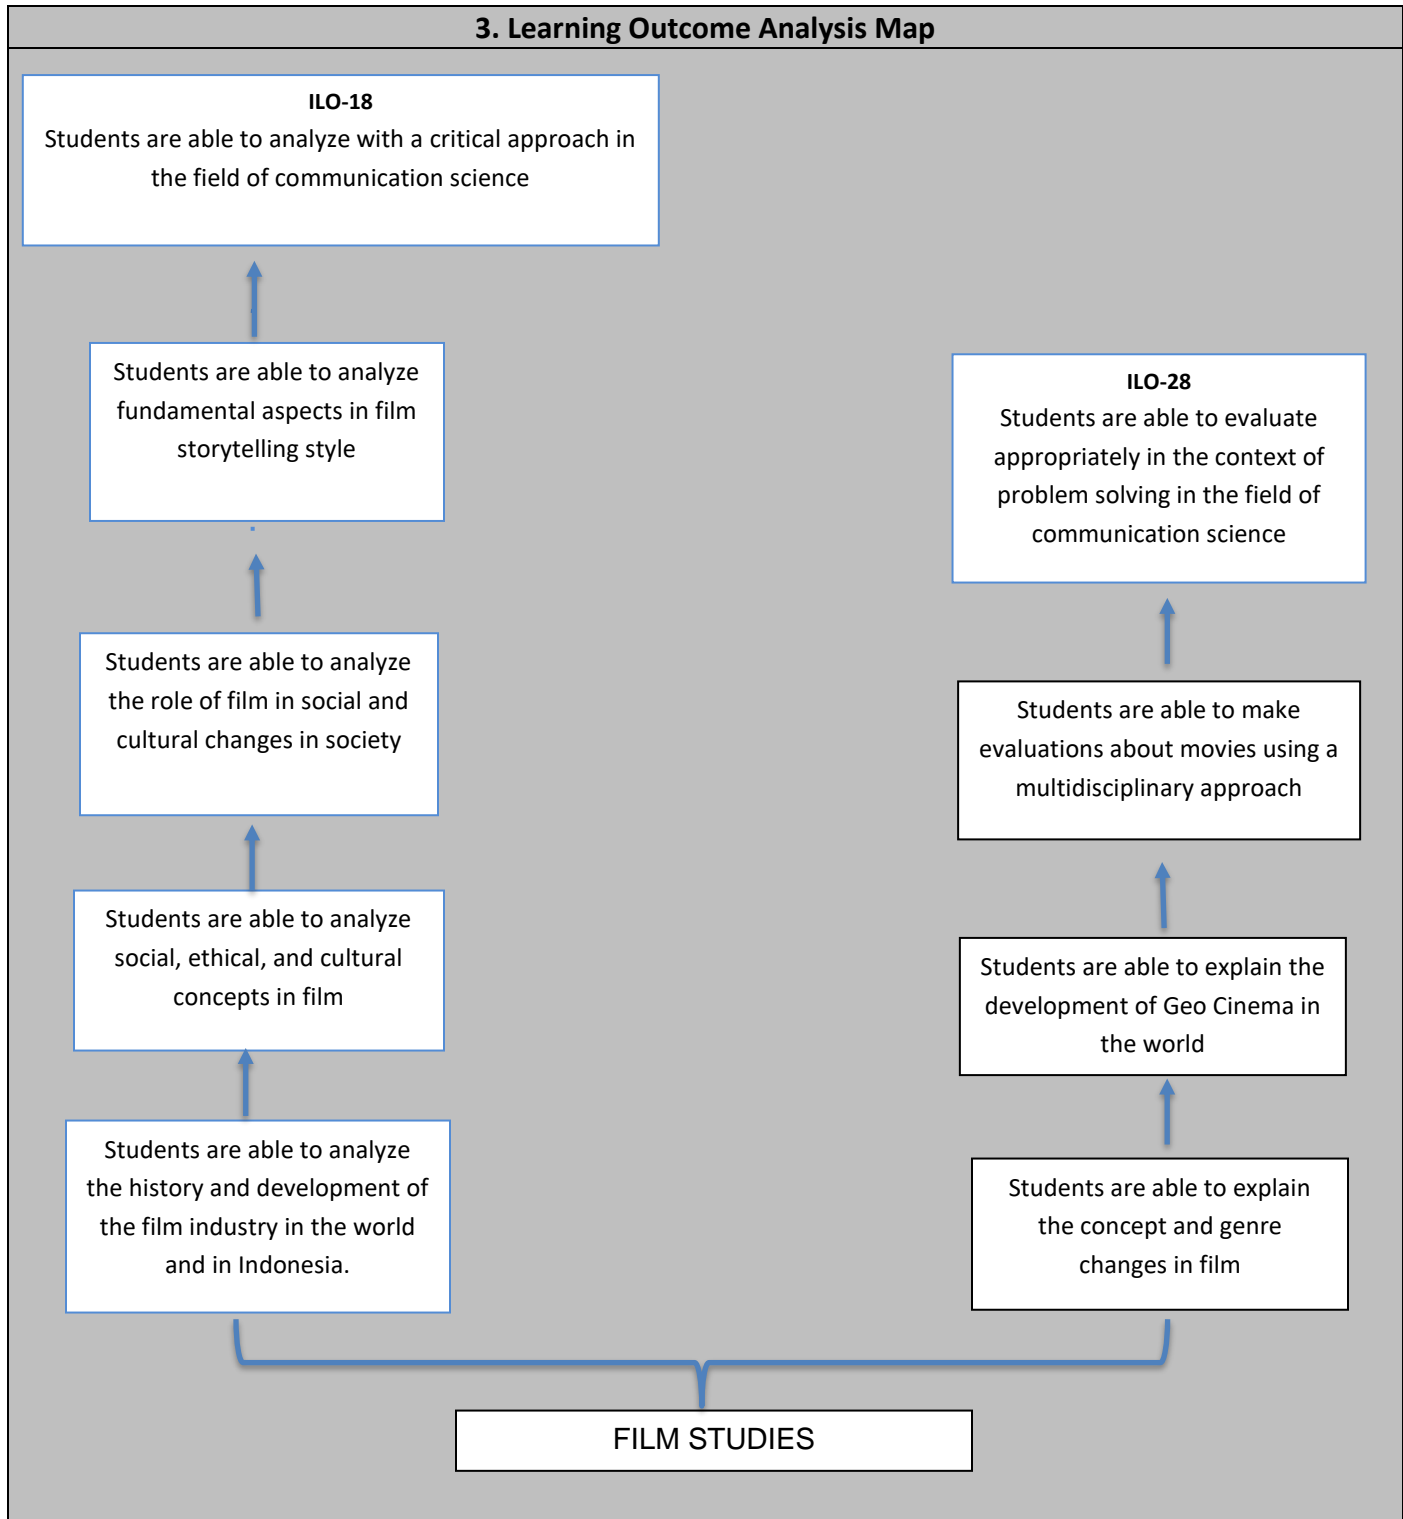 3. Learning Outcome Analysis Map
ILO-18
Students are able to analyze with a critical approach in
the field of communication science
Students are able to analyze
fundamental aspects in film
storytelling style
Students are able to analyze
the role of film in social and
cultural changes in society
Students are able to analyze
social, ethical, and cultural
concepts in film
Students are able to analyze
the history and development of
the film industry in the world
and in Indonesia.
ILO-28
Students are able to evaluate
appropriately in the context of
problem solving in the field of
communication science
Students are able to make
evaluations about movies using a
multidisciplinary approach
Students are able to explain the
development of Geo Cinema in
the world
Students are able to explain
the concept and genre
changes in film
FILM STUDIES